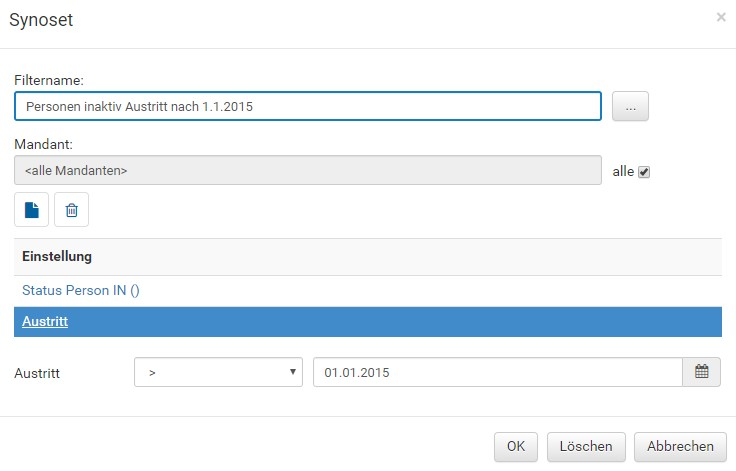 Synoset
×
Filtername:
Personen inaktiv Austritt nach 1.1.2015
...
Mandant:
<alle Mandanten>
alle
Einstellung
Status Person IN ()
Austritt
Austritt > 01.01.2015
OK Löschen Abbrechen